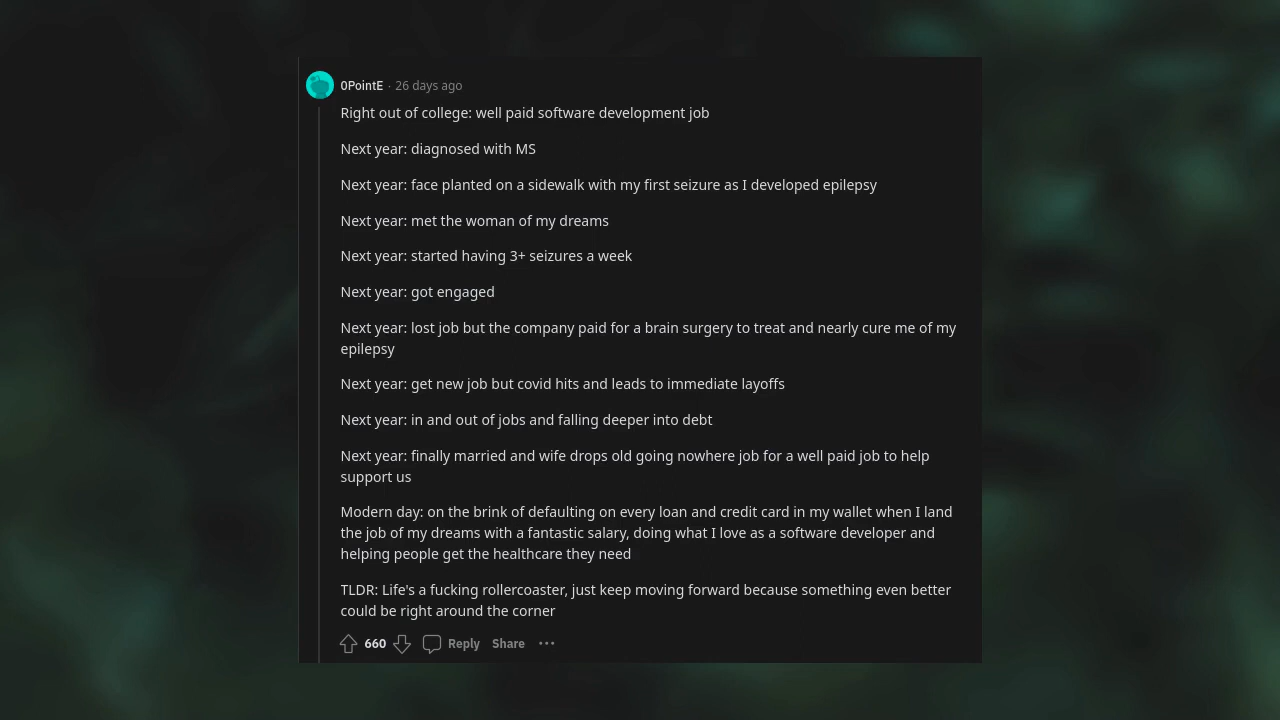 0PointE · 26 days ago
Right out of college: well paid software development job
Next year: diagnosed with MS
Next year: face planted on a sidewalk with my first seizure as I developed epilepsy
Next year: met the woman of my dreams
Next year: started having 3+ seizures a week
Next year: got engaged
Next year: lost job but the company paid for a brain surgery to treat and nearly cure me of my
epilepsy
Next year: get new job but covid hits and leads to immediate layoffs
Next year: in and out of jobs and falling deeper into debt
Next year: finally married and wife drops old going nowhere job for a well paid job to help
support us
Modern day: on the brink of defaulting on every loan and credit card in my wallet when I land
the job of my dreams with a fantastic salary, doing what I love as a software developer and
helping people get the healthcare they need
TLDR: Life's a fucking rollercoaster, just keep moving forward because something even better
could be right around the corner
660 Reply Share ···